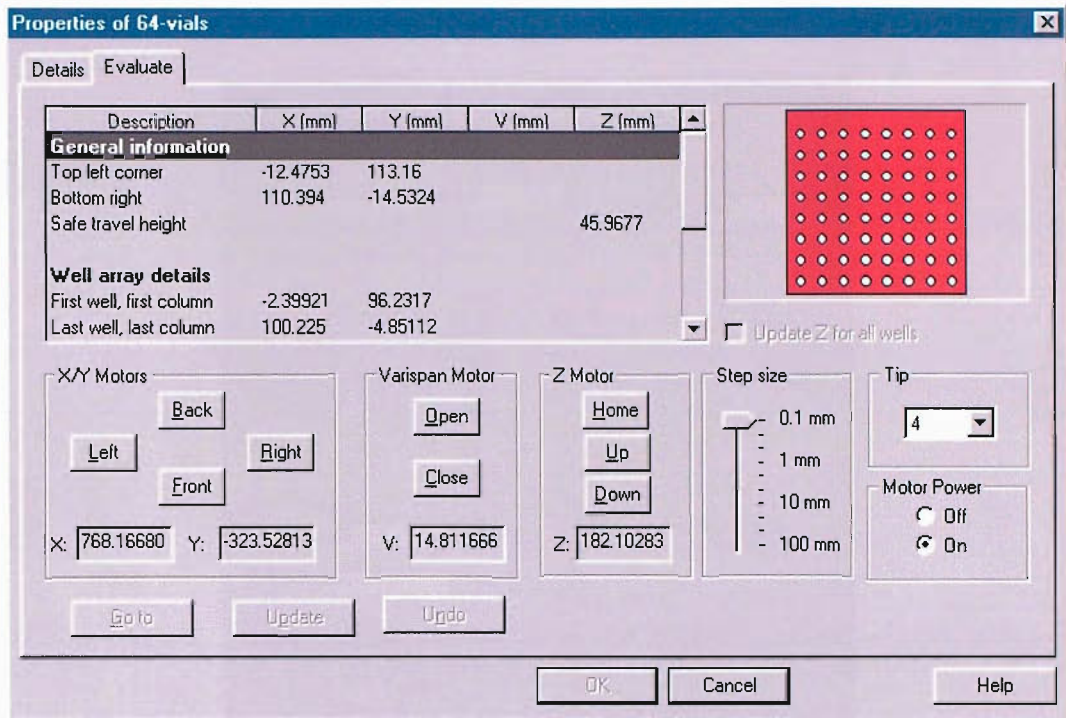 Properties of 64-vials
Details Evaluate
Description X (mm) Y (mm) V (mm) Z (mm)
General information
Top left corner -12.4753 113.16
Bottom right 110.394 -14.5324
Safe travel height 45.9677
Well array details
First well, first column -2.39921 96.2317
Last well, last column 100.225 -4.85112
Update Z for all wells
X/Y Motors
Back
Left Right
Front
X: 768.16680 Y: -323.52813
Varispan Motor
Open
Close
V: 14.811666
Z Motor
Home
Up
Down
Z: 182.10283
Step size
0.1 mm
1 mm
10 mm
100 mm
Tip
4
Motor Power
Off
On
Go to Update Undo
OK Cancel Help